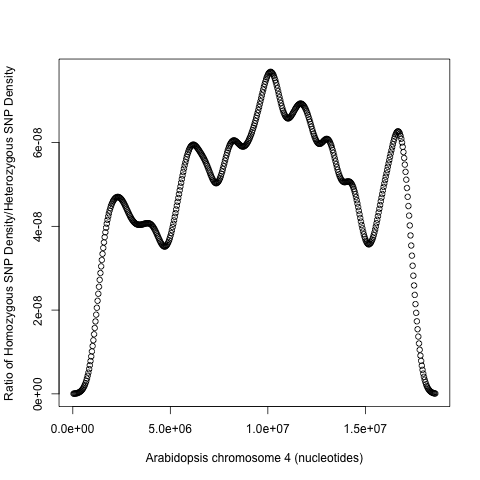 Ratio of Homozygous SNP Density/Heterozygous SNP Density
6e-08
4e-08
2e-08
0e+00
0.0e+00 5.0e+06 1.0e+07 1.5e+07
Arabidopsis chromosome 4 (nucleotides)